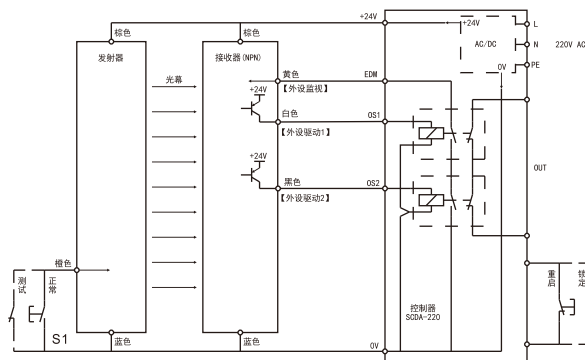 +24V
+24V
L
AC/DC
N
220V AC
0V
PE
棕色
棕色
发射器
接收器(NPN)
光幕
黄色
EDM
【外设监视】
+24V
白色
OS1
【外设驱动1】
+24V
黑色
OS2
【外设驱动2】
OUT
橙色
测试
正常
S1
重启
锁定
控制器
SCDA-220
蓝色
蓝色
0V